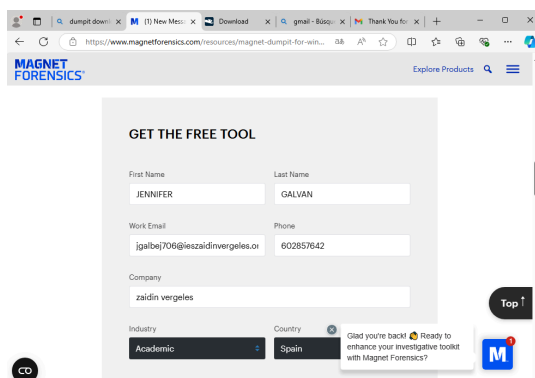 dumpit downl
(1) New Messa
Download
gmail - Búsqu
Thank You for
https://www.magnetforensics.com/resources/magnet-dumpit-for-win...
MAGNET
FORENSICS
Explore Products
GET THE FREE TOOL
First Name
Last Name
JENNIFER
GALVAN
Work Email
Phone
jgalbej706@ieszaidinvergeles.or
602857642
Company
zaidin vergeles
Top
Industry
Country
Academic
Spain
Glad you're back! 👋 Ready to
enhance your investigative toolkit
with Magnet Forensics?
M
1